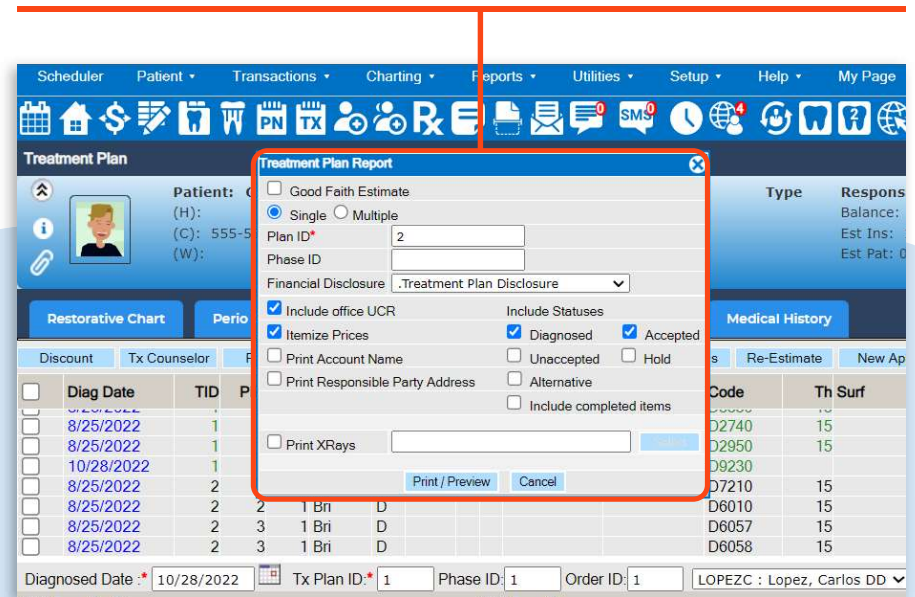 Scheduler Patient Transactions Charting Reports Utilities Setup Help My Page
PN TX 0 SMS 0 4 ?
Treatment Plan
Treatment Plan Report
Patient:
(H):
(C): 555-5
(W):
Type
Respons
Balance:
Est Ins:
Est Pat: 0
Good Faith Estimate
Single Multiple
Plan ID* 2
Phase ID
Financial Disclosure .Treatment Plan Disclosure
Include office UCR Include Statuses
Itemize Prices Diagnosed Accepted
Print Account Name Unaccepted Hold
Print Responsible Party Address Alternative
Include completed items
Print XRays
Print / Preview Cancel
Restorative Chart Perio Medical History
Discount Tx Counselor s Re-Estimate New Ap
Diag Date TID P Code Th Surf
8/25/2022 1 D2740 15
8/25/2022 1 D2950 15
10/28/2022 1 D9230
8/25/2022 2 D7210 15
8/25/2022 2 2 1 Bri D D6010 15
8/25/2022 2 3 1 Bri D D6057 15
8/25/2022 2 3 1 Bri D D6058 15
Diagnosed Date :* 10/28/2022 Tx Plan ID:* 1 Phase ID: 1 Order ID: 1 LOPEZC : Lopez, Carlos DD